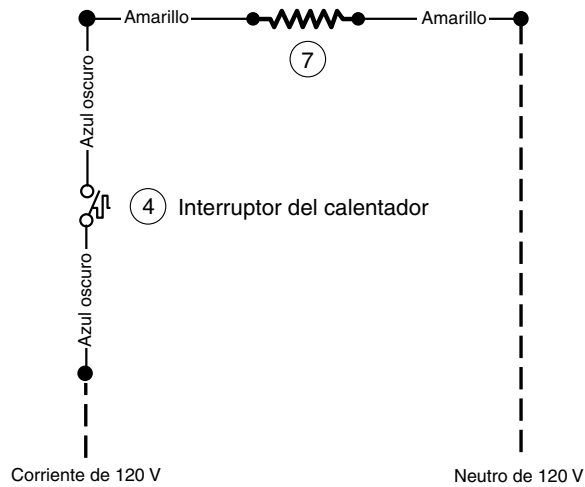 Amarillo
Amarillo
7
Azul oscuro
4 Interruptor del calentador
Azul oscuro
Corriente de 120 V
Neutro de 120 V